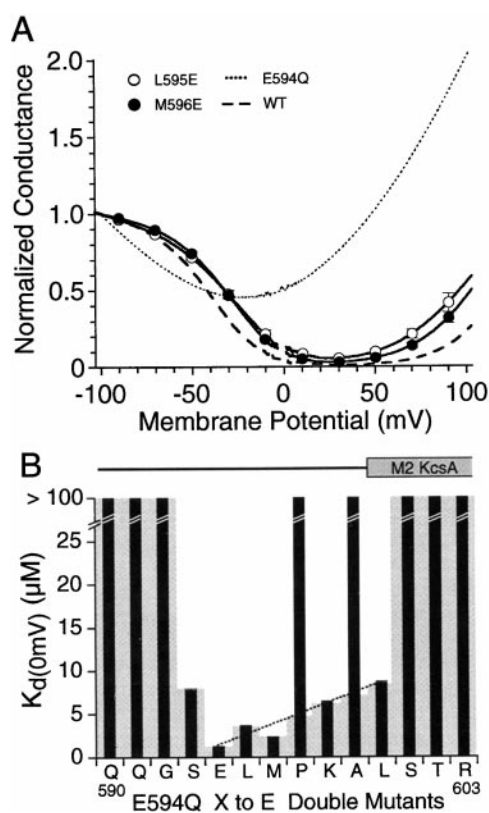 A
Normalized Conductance
2.0
1.5
1.0
0.5
0
L595E
M596E
E594Q
WT
-100 -50 0 50 100
Membrane Potential (mV)
B
M2 KcsA
Kd(0mV) (µM)
> 100
25
20
15
10
5
0
Q Q G S E L M P K A L S T R
590 603
E594Q X to E Double Mutants